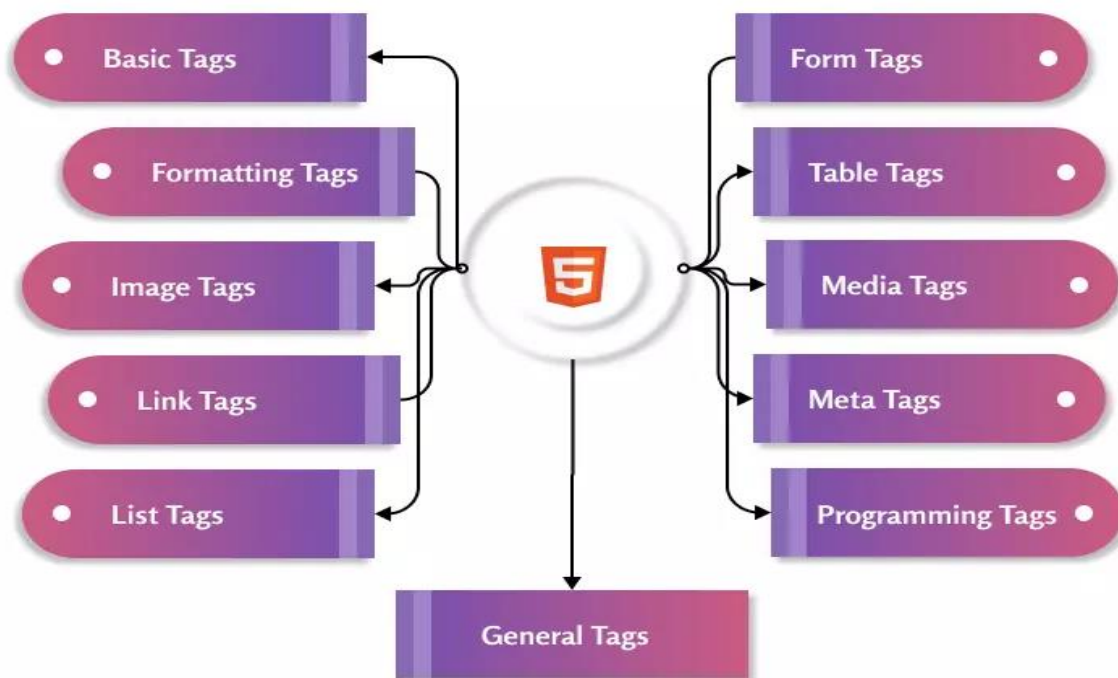 Basic Tags
Formatting Tags
Image Tags
Link Tags
List Tags
Form Tags
Table Tags
Media Tags
Meta Tags
Programming Tags
5
General Tags